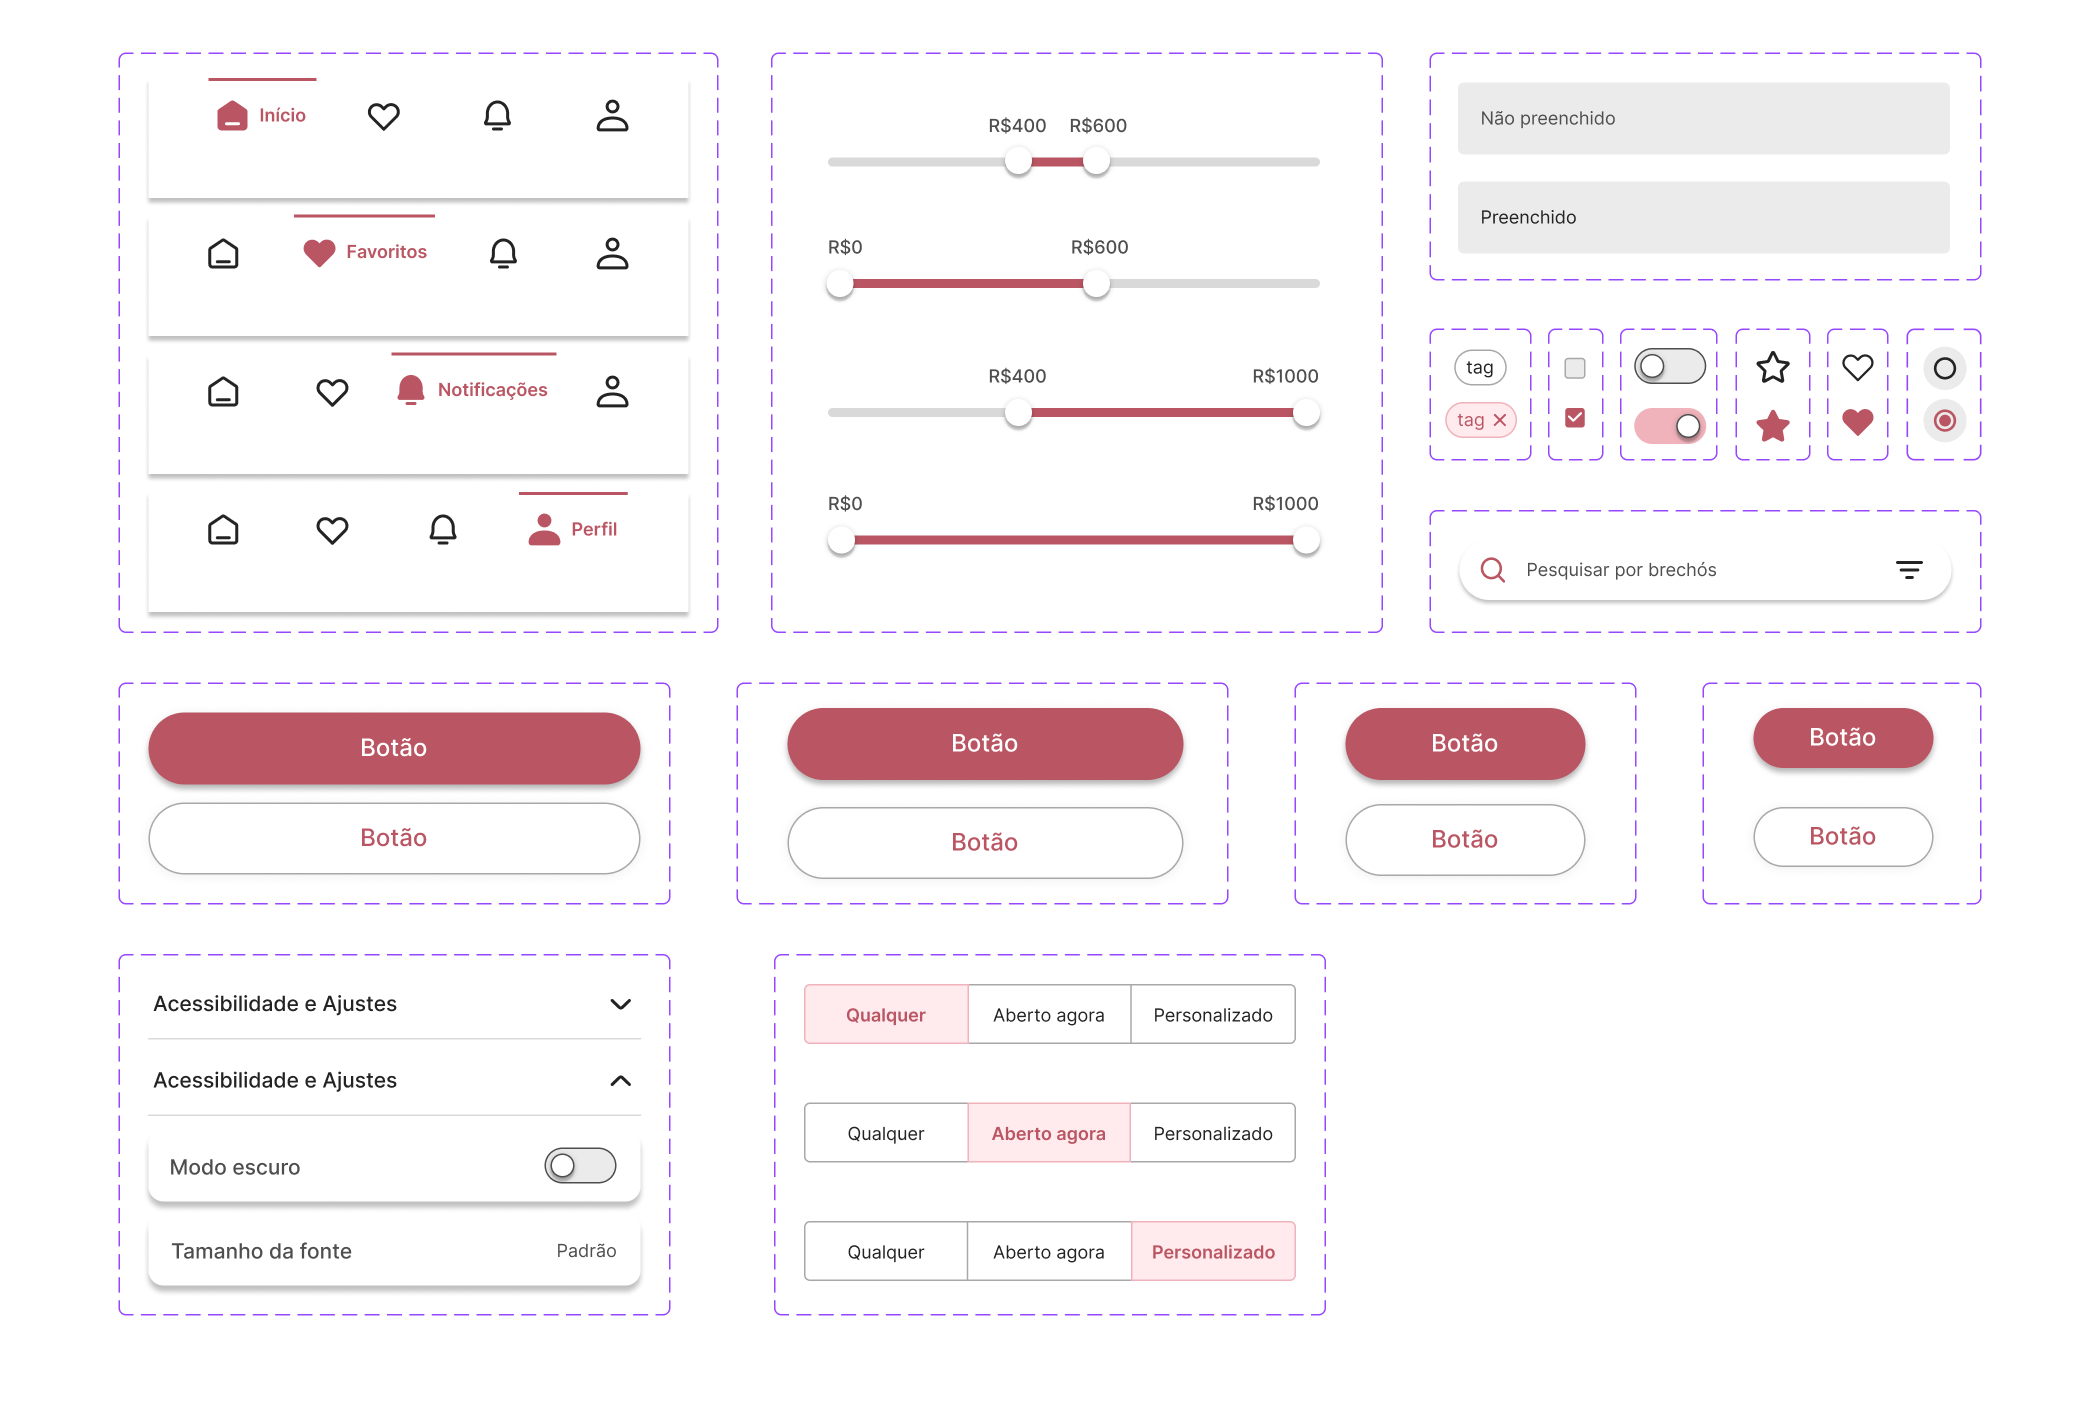 Início
Favoritos
Notificações
Perfil
R$400 R$600
R$0 R$600
R$400 R$1000
R$0 R$1000
Não preenchido
Preenchido
tag
tag
Pesquisar por brechós
Botão
Botão
Botão
Botão
Botão
Botão
Botão
Botão
Acessibilidade e Ajustes
Acessibilidade e Ajustes
Modo escuro
Tamanho da fonte Padrão
Qualquer Aberto agora Personalizado
Qualquer Aberto agora Personalizado
Qualquer Aberto agora Personalizado